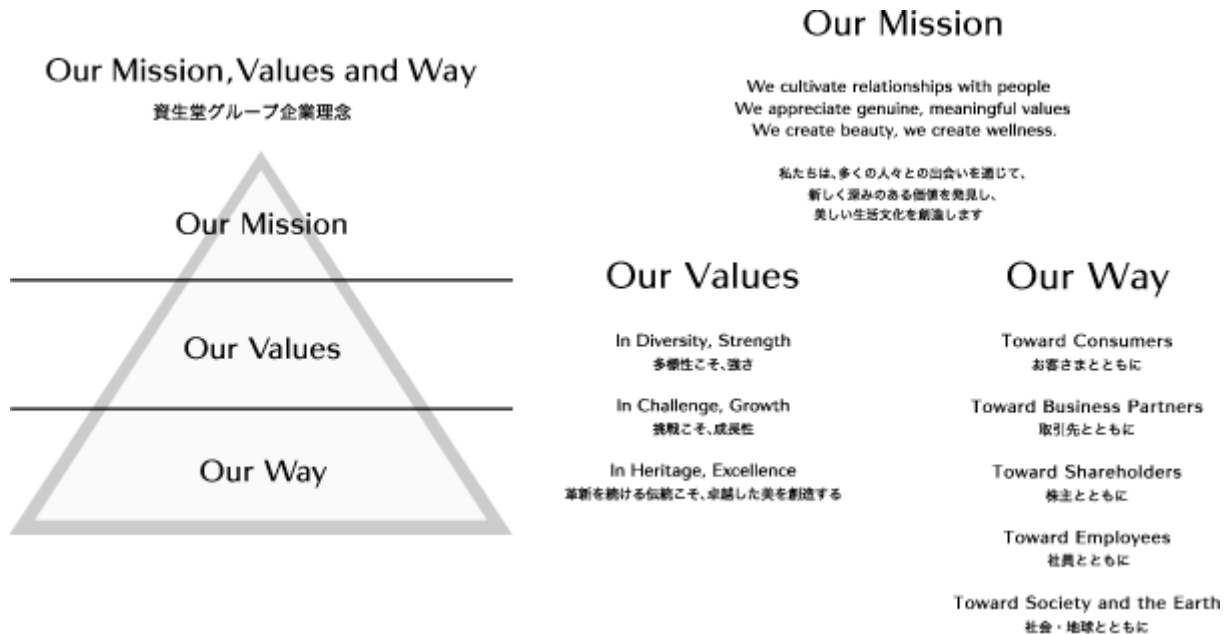 Our Mission, Values and Way
資生堂グループ企業理念
Our Mission
Our Values
Our Way
Our Mission
We cultivate relationships with people
We appreciate genuine, meaningful values
We create beauty, we create wellness.
私たちは、多くの人々との出会いを通じて、
新しく深みのある価値を発見し、
美しい生活文化を創造します
Our Values
In Diversity, Strength
多様性こそ、強さ
In Challenge, Growth
挑戦こそ、成長性
In Heritage, Excellence
革新を続ける伝統こそ、卓越した美を創造する
Our Way
Toward Consumers
お客さまとともに
Toward Business Partners
取引先とともに
Toward Shareholders
株主とともに
Toward Employees
社員とともに
Toward Society and the Earth
社会・地球とともに